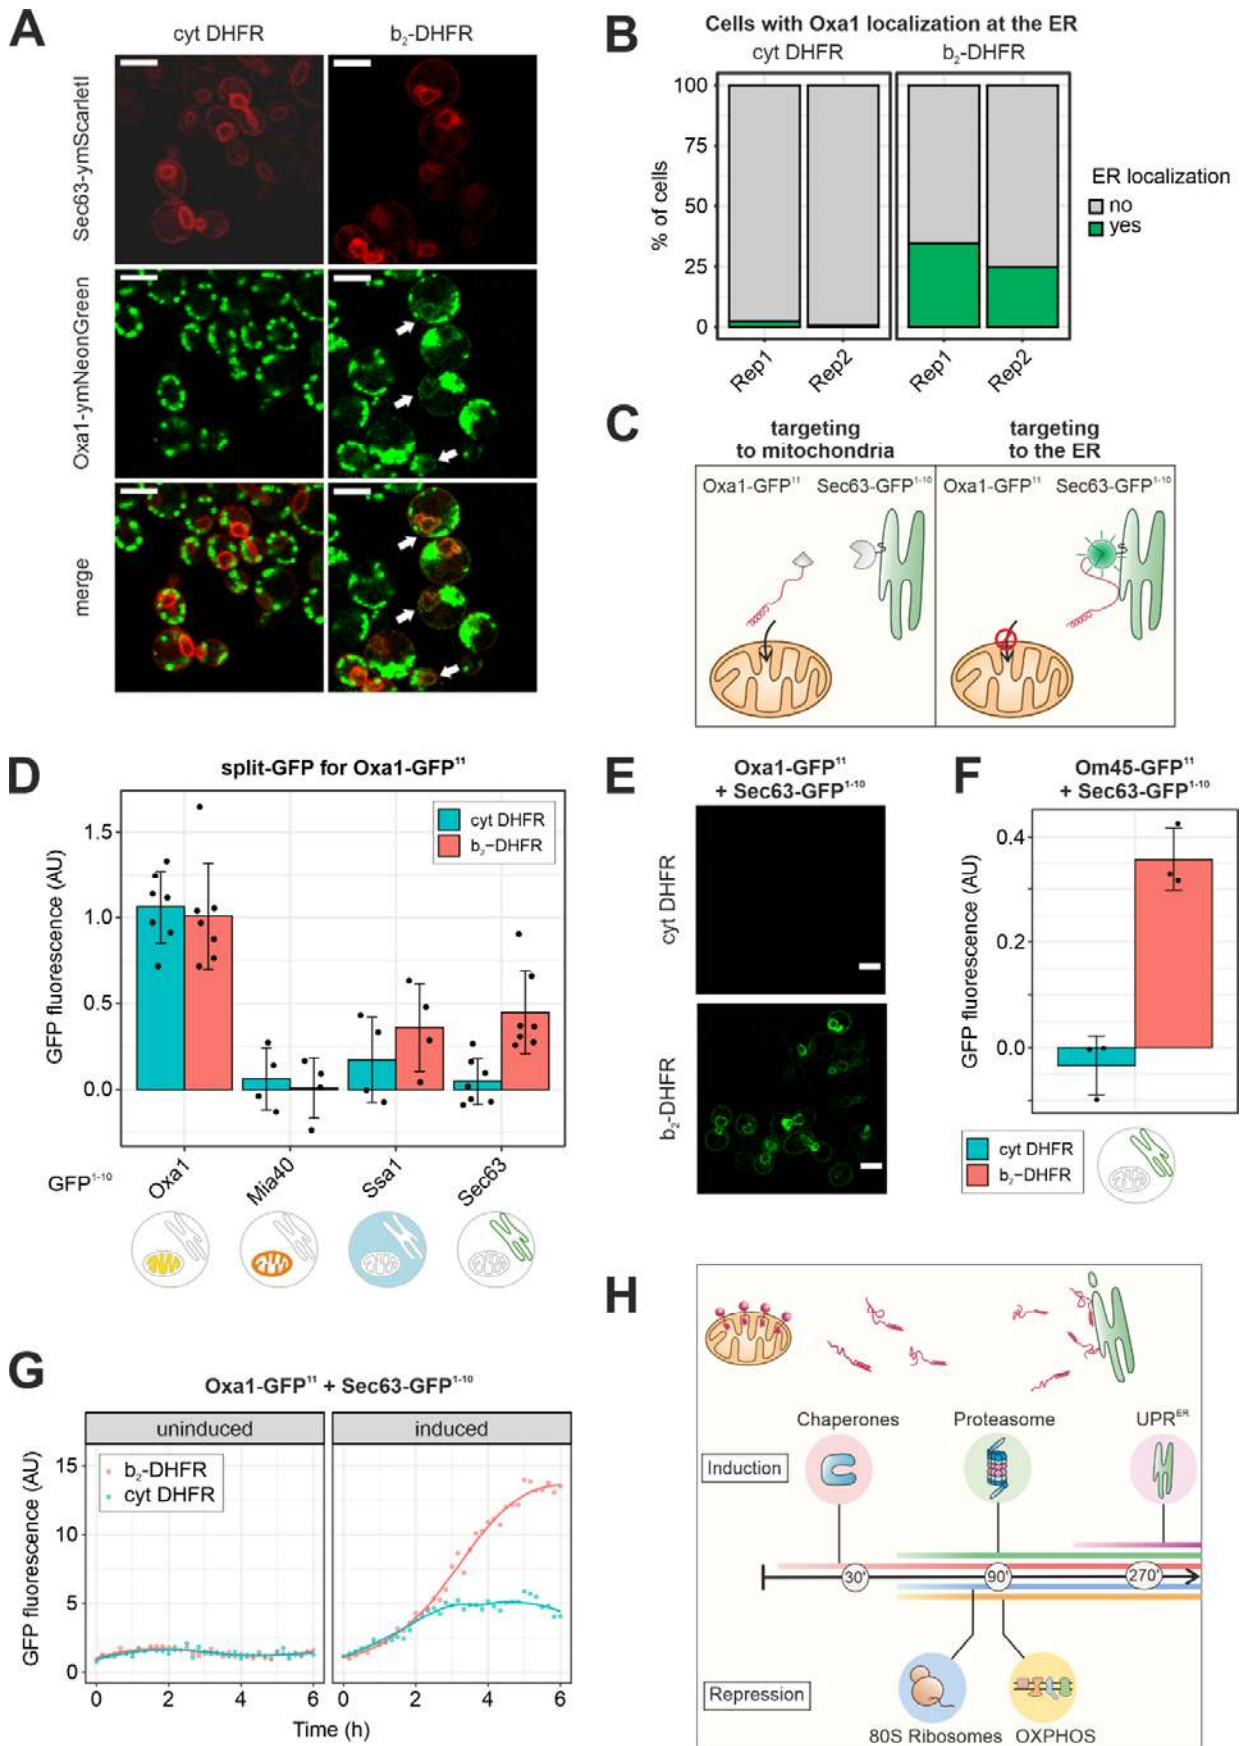 A
cyt DHFR
b₂-DHFR
Sec63-ymScarletI
Oxa1-ymNeonGreen
merge
B
Cells with Oxa1 localization at the ER
cyt DHFR
b₂-DHFR
% of cells
100
75
50
25
0
Rep1
Rep2
Rep1
Rep2
ER localization
no
yes
C
targeting
to mitochondria
targeting
to the ER
Oxa1-GFP¹¹
Sec63-GFP¹⁻¹⁰
Oxa1-GFP¹¹
Sec63-GFP¹⁻¹⁰
S
S
D
split-GFP for Oxa1-GFP¹¹
cyt DHFR
b₂−DHFR
GFP fluorescence (AU)
1.5
1.0
0.5
0.0
GFP¹⁻¹⁰
Oxa1
Mia40
Ssa1
Sec63
E
Oxa1-GFP¹¹
+ Sec63-GFP¹⁻¹⁰
cyt DHFR
b₂-DHFR
F
Om45-GFP¹¹
+ Sec63-GFP¹⁻¹⁰
GFP fluorescence (AU)
0.4
0.2
0.0
cyt DHFR
b₂−DHFR
G
Oxa1-GFP¹¹ + Sec63-GFP¹⁻¹⁰
uninduced
induced
b₂-DHFR
cyt DHFR
GFP fluorescence (AU)
15
10
5
0
0 2 4 6
0 2 4 6
Time (h)
H
Chaperones
Proteasome
UPRᴱᴿ
Induction
30'
90'
270'
Repression
80S Ribosomes
OXPHOS